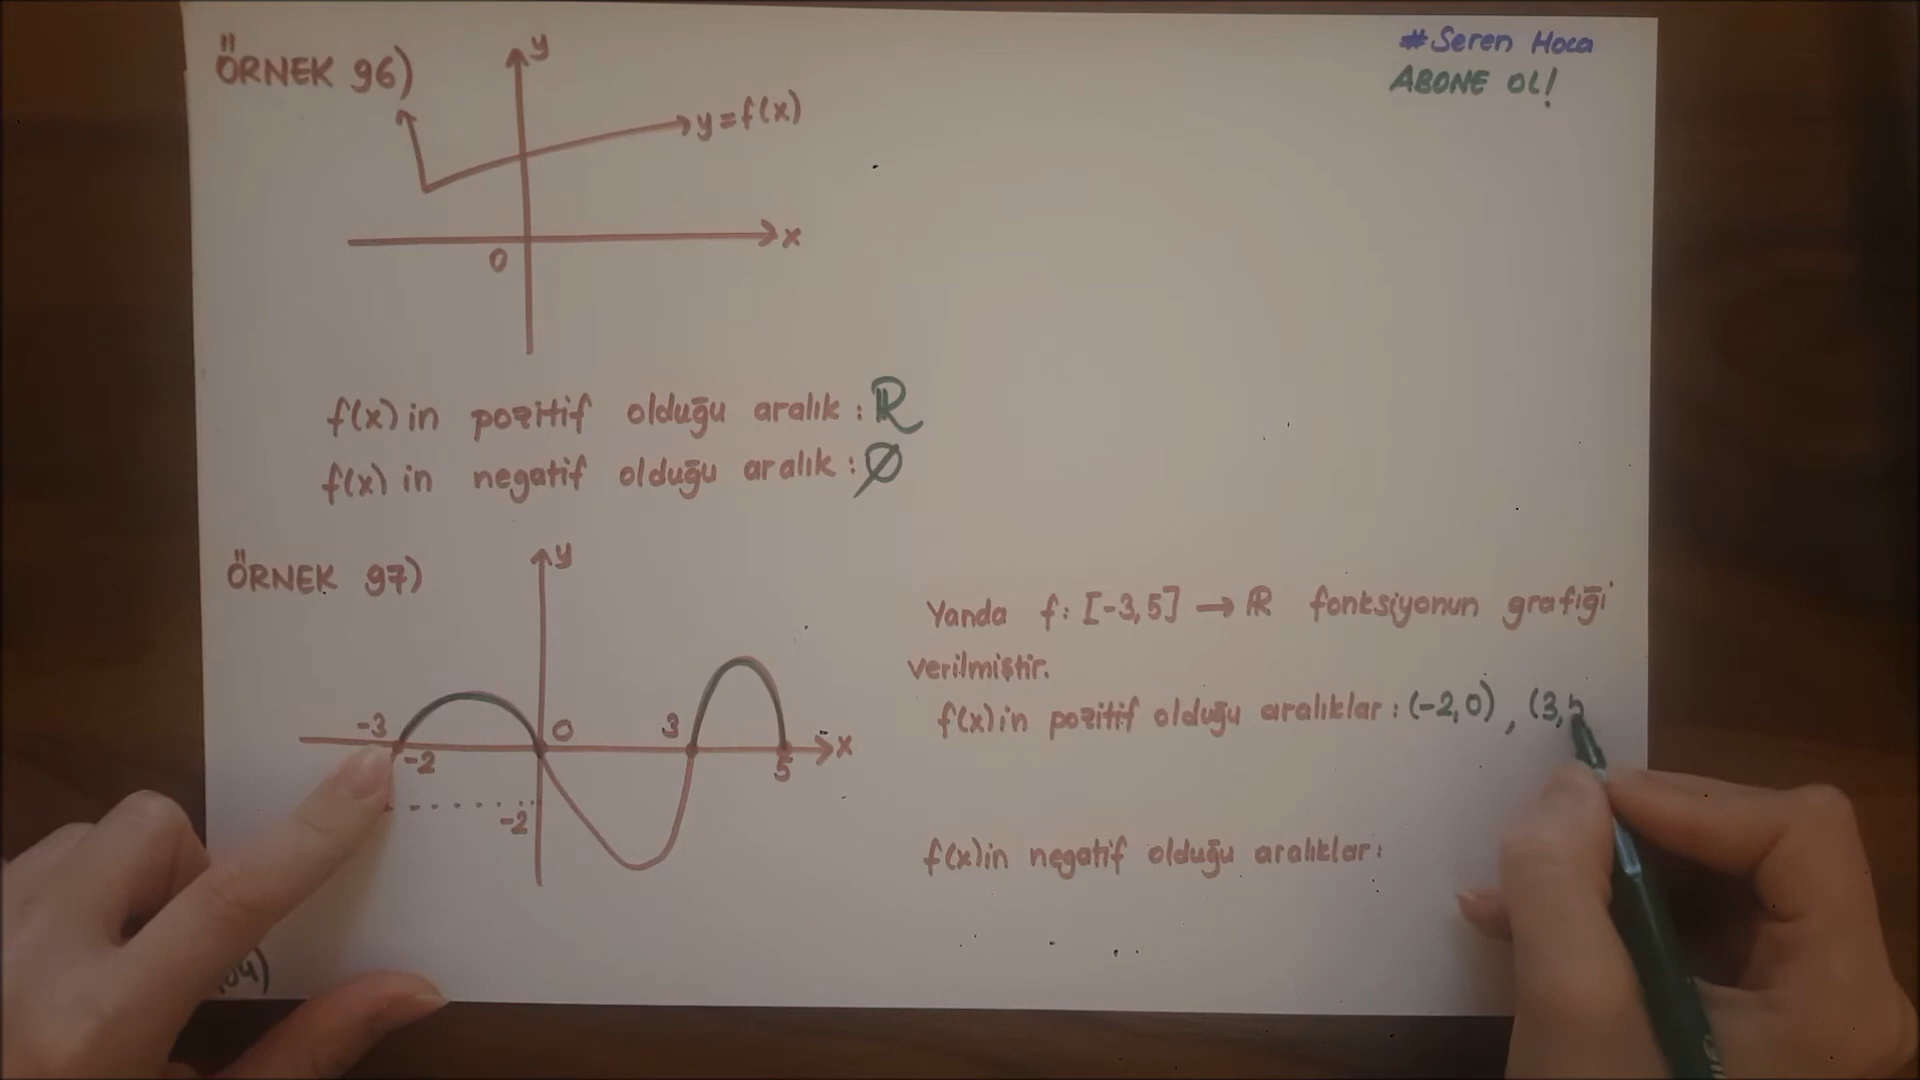 #Seren Hoca
ABONE OL!
ÖRNEK 96)
y
y=f(x)
x
0
f(x) in pozitif olduğu aralık : R
f(x) in negatif olduğu aralık : ∅
ÖRNEK 97)
y
-3
-2
0
3
5
x
-2
Yanda f: [-3,5] → R fonksiyonun grafiği
verilmiştir.
f(x)in pozitif olduğu aralıklar : (-2,0) , (3,
f(x)in negatif olduğu aralıklar: